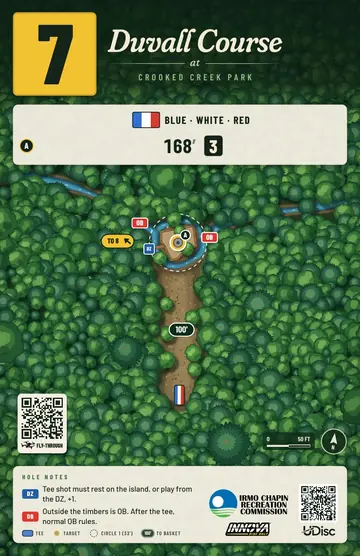 7
Duvall Course
at
CROOKED CREEK PARK
BLUE · WHITE · RED
A
168' 3
OB
A
TO 8
OB
DZ
100'
FLY-THROUGH
50 FT
N
HOLE NOTES
DZ Tee shot must rest on the island, or play from
the DZ, +1.
OB Outside the timbers is OB. After the tee,
normal OB rules.
TEE TARGET CIRCLE 1 (33') 100' TO BASKET
IRMO CHAPIN
RECREATION
COMMISSION
INNOVA
UDisc